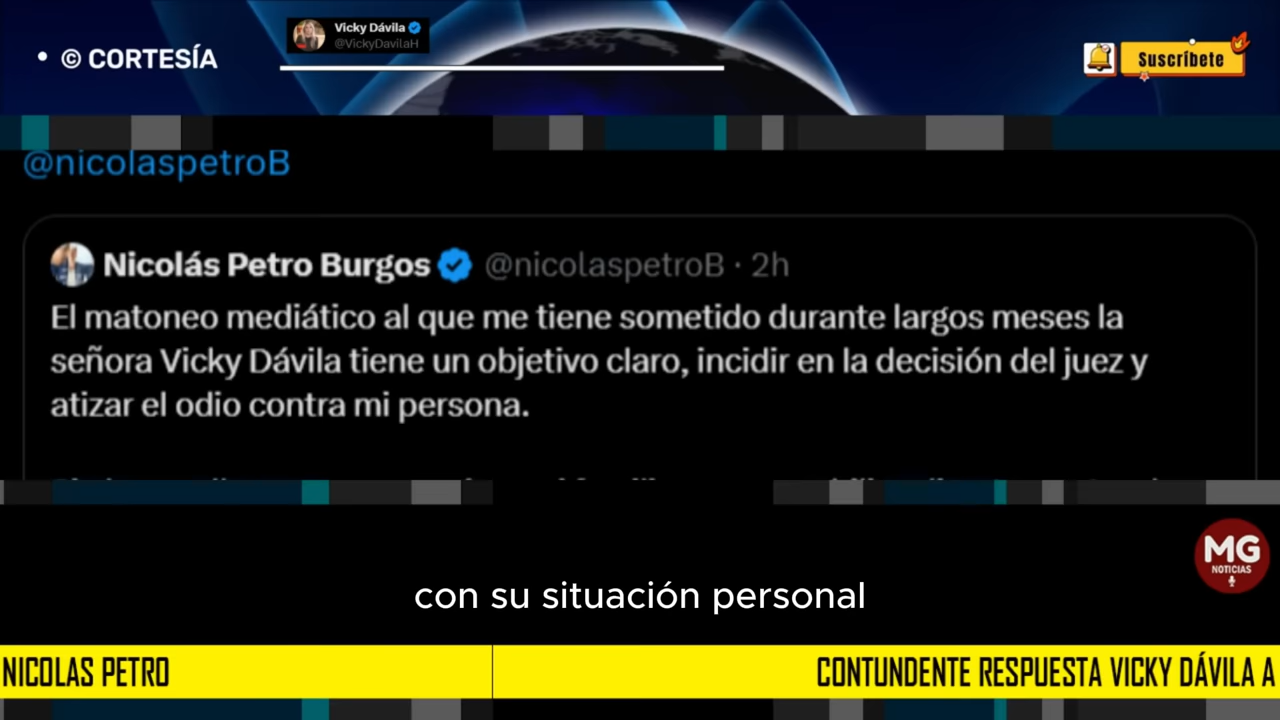 • © CORTESÍA
Vicky Dávila
@VickyDavilaH
Suscríbete
@nicolaspetroB
Nicolás Petro Burgos @nicolaspetroB · 2h
El matoneo mediático al que me tiene sometido durante largos meses la
señora Vicky Dávila tiene un objetivo claro, incidir en la decisión del juez y
atizar el odio contra mi persona.
MG
NOTICIAS
con su situación personal
NICOLAS PETRO
CONTUNDENTE RESPUESTA VICKY DÁVILA A